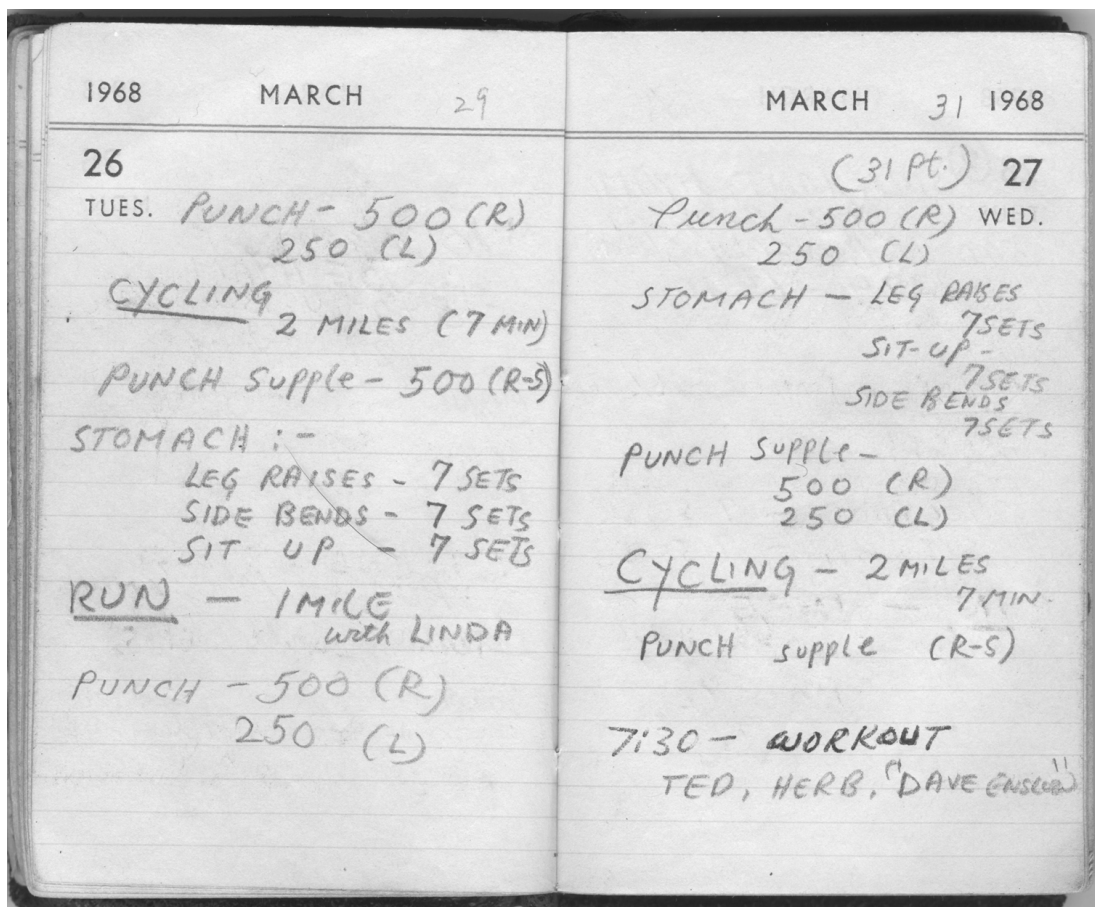 1968 MARCH 29
26
TUES. PUNCH - 500 (R)
250 (L)
CYCLING
2 MILES (7 MIN)
PUNCH Supple - 500 (R-S)
STOMACH :-
LEG RAISES - 7 SETS
SIDE BENDS - 7 SETS
SIT UP - 7 SETS
RUN - 1 MILE
with LINDA
PUNCH - 500 (R)
250 (L)
MARCH 31 1968
(31 Pt.) 27
Punch - 500 (R) WED.
250 (L)
STOMACH - LEG RAISES
7 SETS
SIT-UP -
7 SETS
SIDE BENDS
7 SETS
PUNCH Supple -
500 (R)
250 (L)
CYCLING - 2 MILES
7 MIN.
PUNCH supple (R-S)
7:30 - WORKOUT
TED, HERB, "DAVE